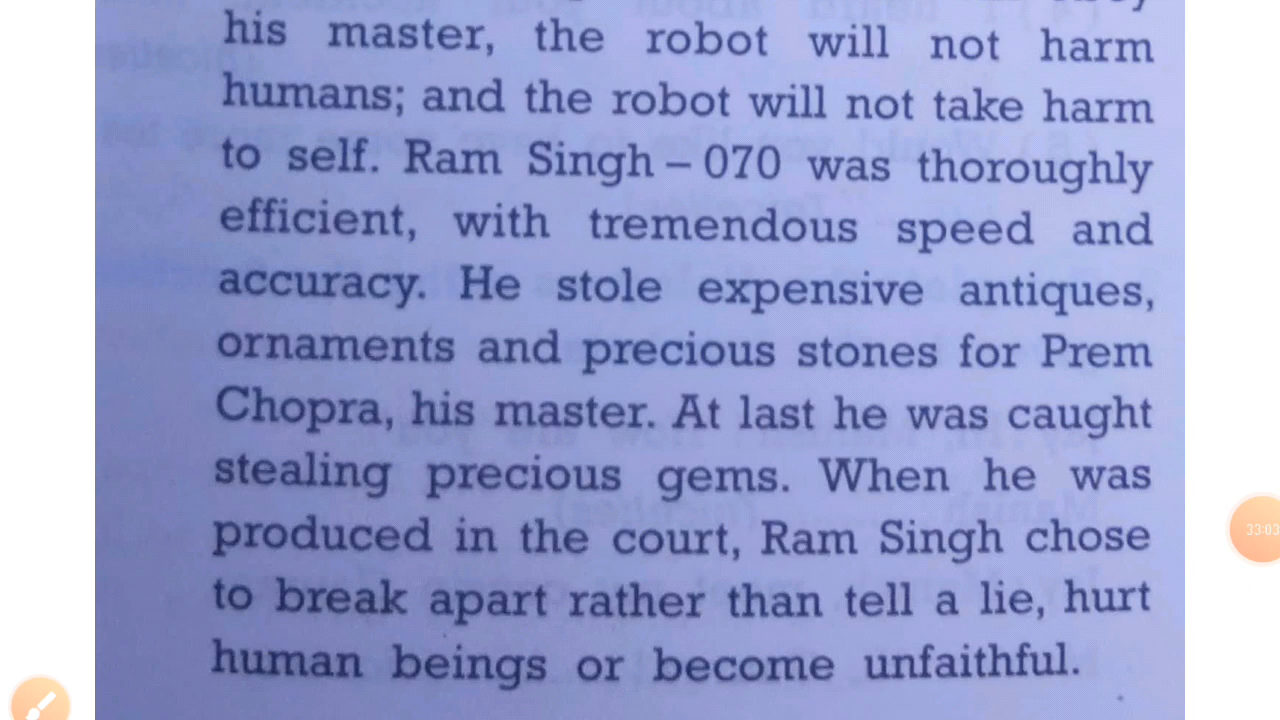 his master, the robot will not harm
humans; and the robot will not take harm
to self. Ram Singh – 070 was thoroughly
efficient, with tremendous speed and
accuracy. He stole expensive antiques,
ornaments and precious stones for Prem
Chopra, his master. At last he was caught
stealing precious gems. When he was
produced in the court, Ram Singh chose
to break apart rather than tell a lie, hurt
human beings or become unfaithful.
33:03